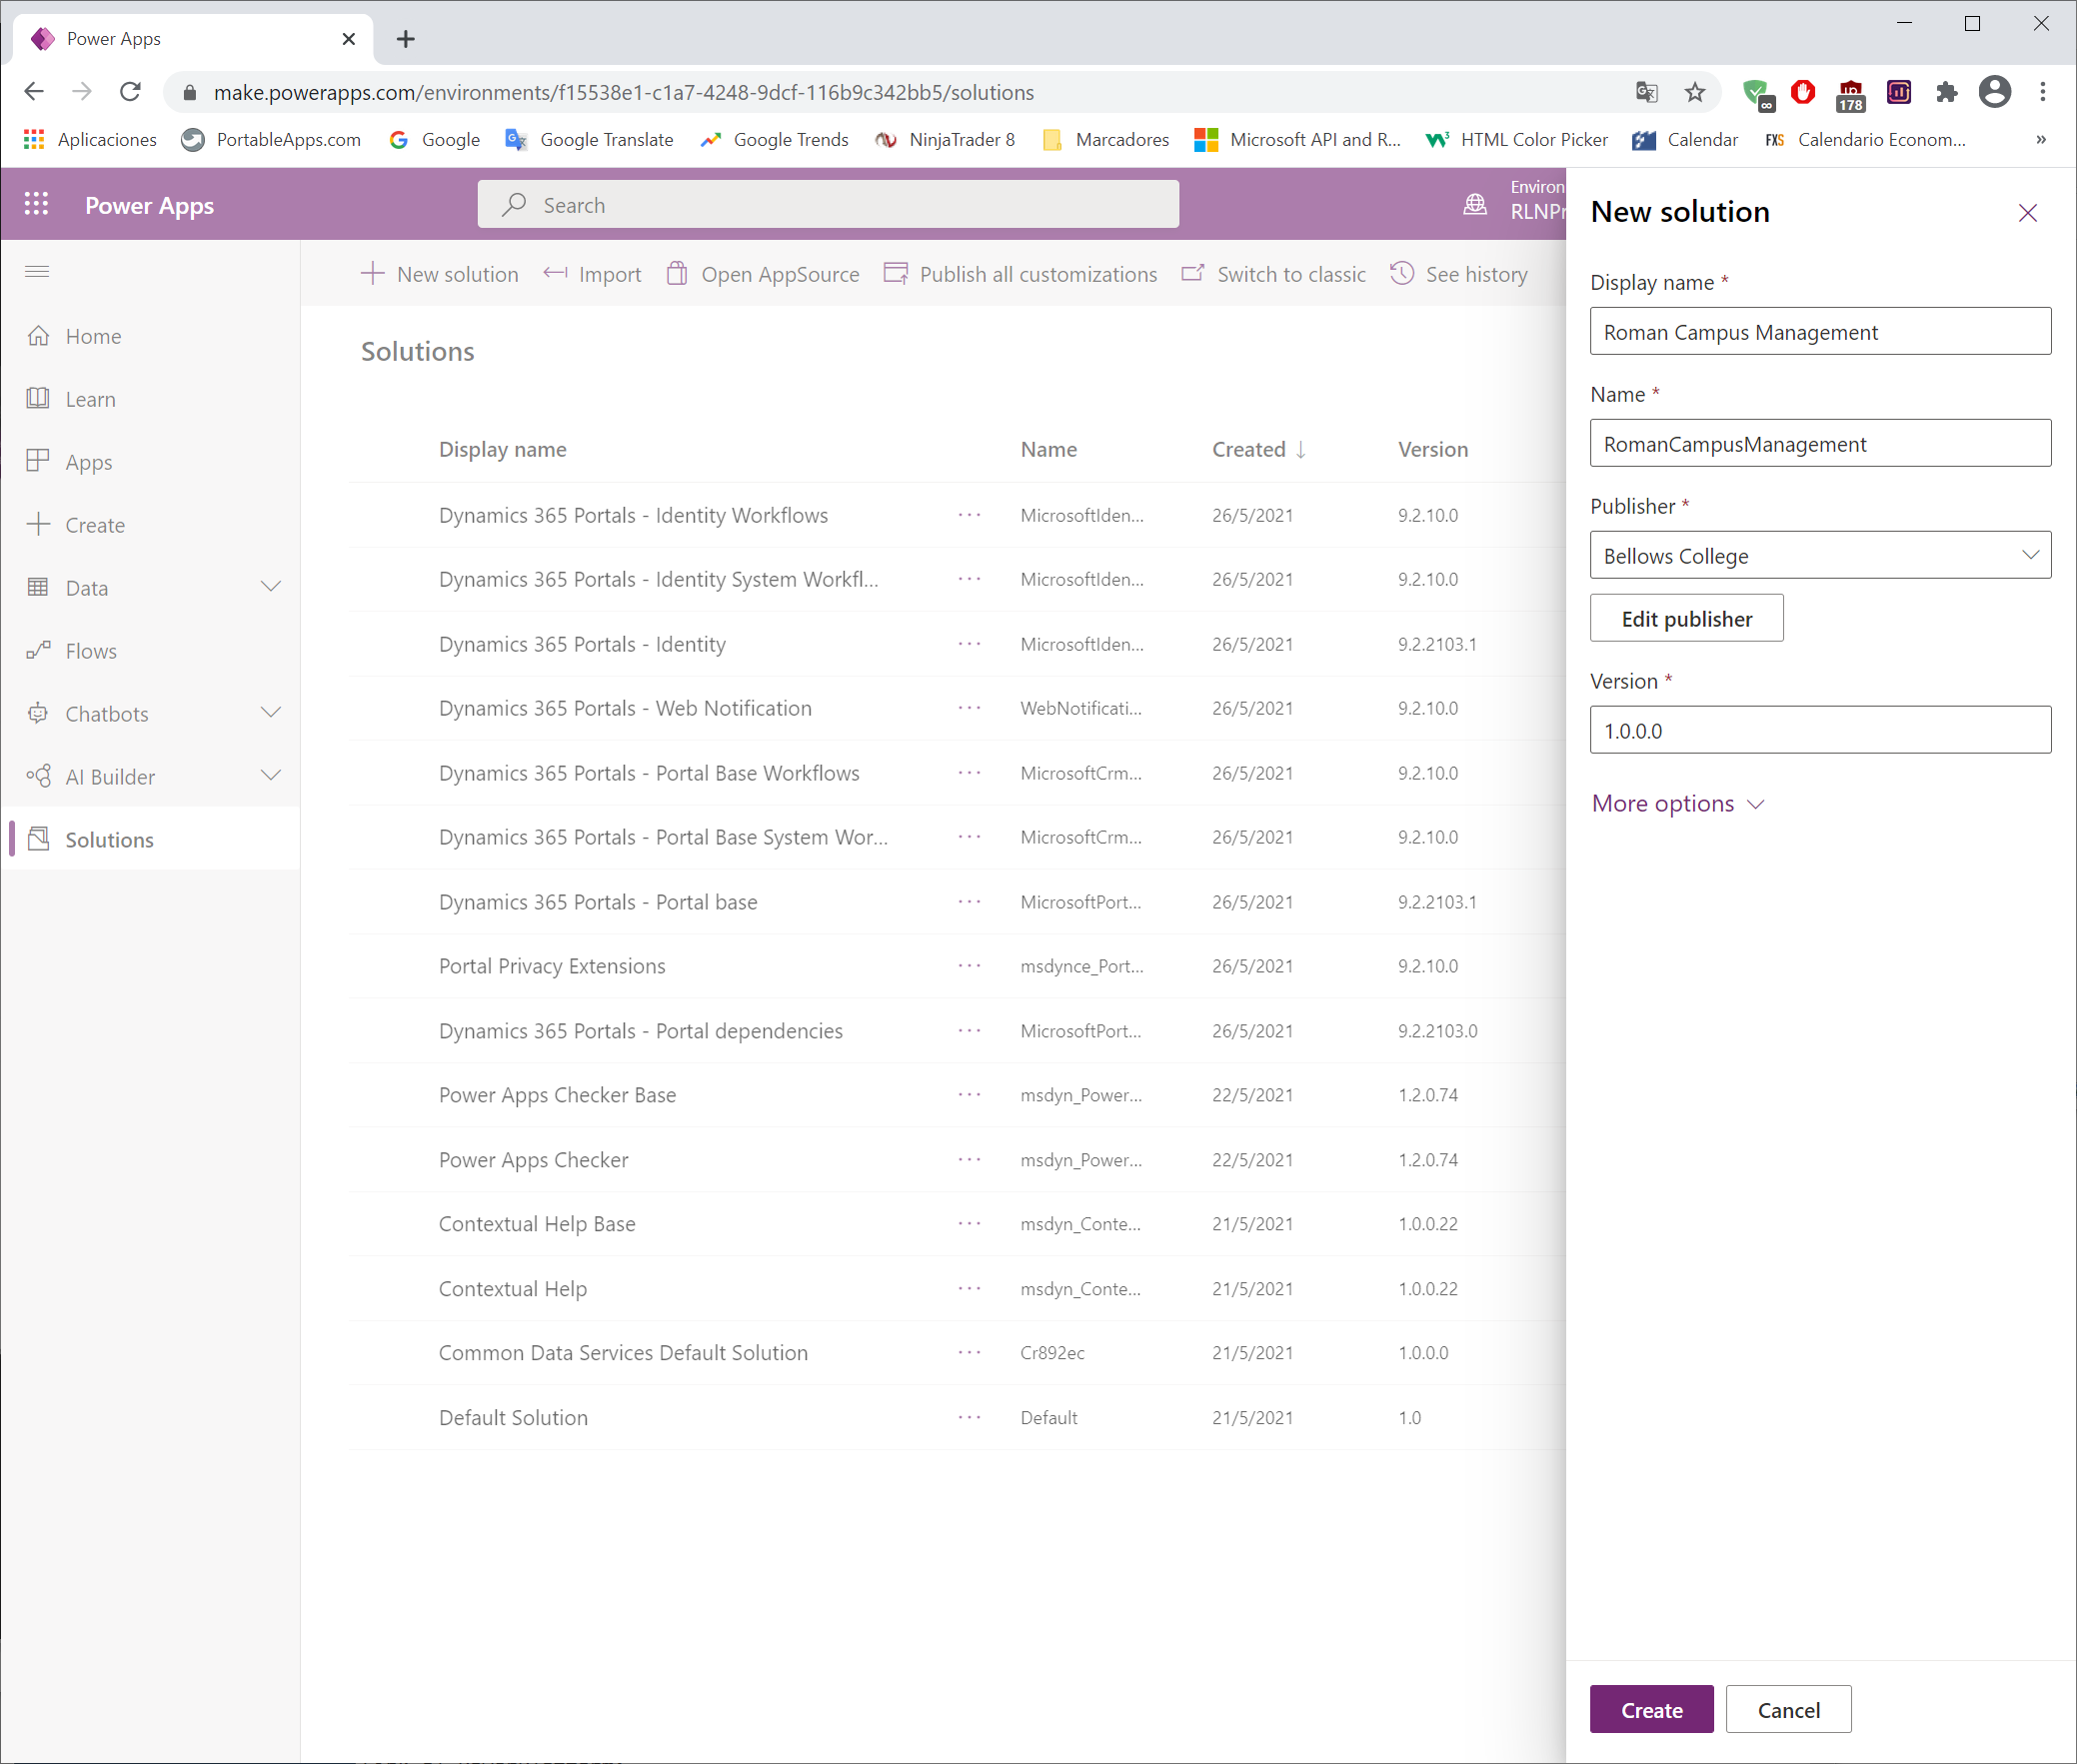 Power Apps
make.powerapps.com/environments/f15538e1-c1a7-4248-9dcf-116b9c342bb5/solutions
178
Aplicaciones PortableApps.com Google Google Translate Google Trends NinjaTrader 8 Marcadores Microsoft API and R... HTML Color Picker FXS Calendar Calendario Econom... »
Power Apps
Search
Environ
RLNPr
New solution
New solution Import Open AppSource Publish all customizations Switch to classic See history
Home
Learn
Apps
Create
Data
Flows
Chatbots
AI Builder
Solutions
Solutions
Display name Name Created ↓ Version
Dynamics 365 Portals - Identity Workflows ... MicrosoftIden... 26/5/2021 9.2.10.0
Dynamics 365 Portals - Identity System Workfl... ... MicrosoftIden... 26/5/2021 9.2.10.0
Dynamics 365 Portals - Identity ... MicrosoftIden... 26/5/2021 9.2.2103.1
Dynamics 365 Portals - Web Notification ... WebNotificati... 26/5/2021 9.2.10.0
Dynamics 365 Portals - Portal Base Workflows ... MicrosoftCrm... 26/5/2021 9.2.10.0
Dynamics 365 Portals - Portal Base System Wor... ... MicrosoftCrm... 26/5/2021 9.2.10.0
Dynamics 365 Portals - Portal base ... MicrosoftPort... 26/5/2021 9.2.2103.1
Portal Privacy Extensions ... msdynce_Port... 26/5/2021 9.2.10.0
Dynamics 365 Portals - Portal dependencies ... MicrosoftPort... 26/5/2021 9.2.2103.0
Power Apps Checker Base ... msdyn_Power... 22/5/2021 1.2.0.74
Power Apps Checker ... msdyn_Power... 22/5/2021 1.2.0.74
Contextual Help Base ... msdyn_Conte... 21/5/2021 1.0.0.22
Contextual Help ... msdyn_Conte... 21/5/2021 1.0.0.22
Common Data Services Default Solution ... Cr892ec 21/5/2021 1.0.0.0
Default Solution ... Default 21/5/2021 1.0
Display name *
Roman Campus Management
Name *
RomanCampusManagement
Publisher *
Bellows College
Edit publisher
Version *
1.0.0.0
More options
Create Cancel